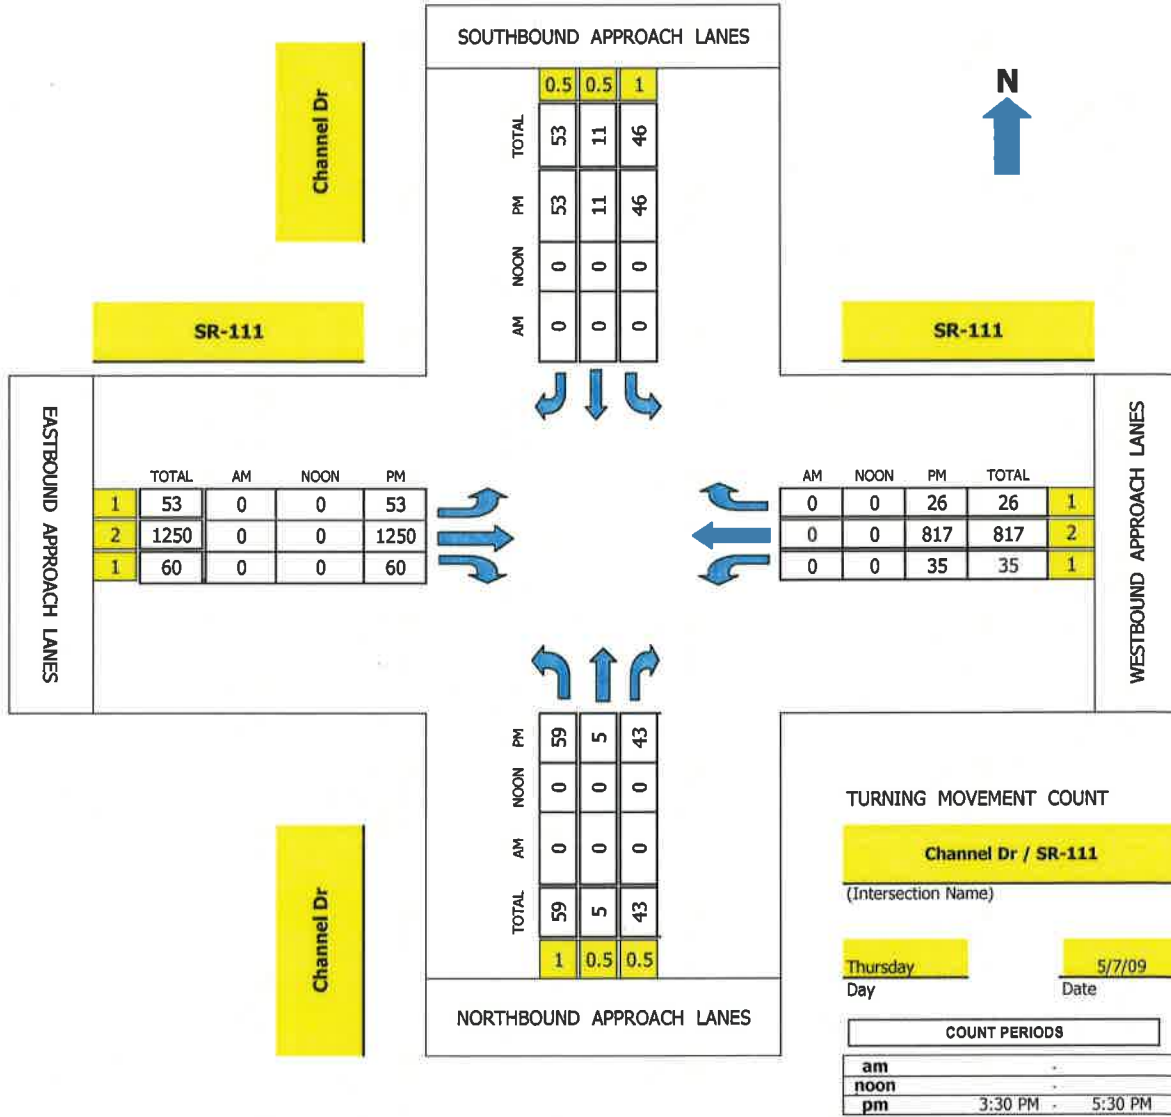 SOUTHBOUND APPROACH LANES
Channel Dr
N
0.5 0.5 1
TOTAL 53 11 46
PM 53 11 46
NOON 0 0 0
AM 0 0 0
SR-111
SR-111
EASTBOUND APPROACH LANES
TOTAL AM NOON PM
1 53 0 0 53
2 1250 0 0 1250
1 60 0 0 60
AM NOON PM TOTAL
0 0 26 26 1
0 0 817 817 2
0 0 35 35 1
WESTBOUND APPROACH LANES
PM 59 5 43
NOON 0 0 0
AM 0 0 0
TOTAL 59 5 43
1 0.5 0.5
NORTHBOUND APPROACH LANES
Channel Dr
TURNING MOVEMENT COUNT
Channel Dr / SR-111
(Intersection Name)
Thursday 5/7/09
Day Date
COUNT PERIODS
am -
noon -
pm 3:30 PM - 5:30 PM